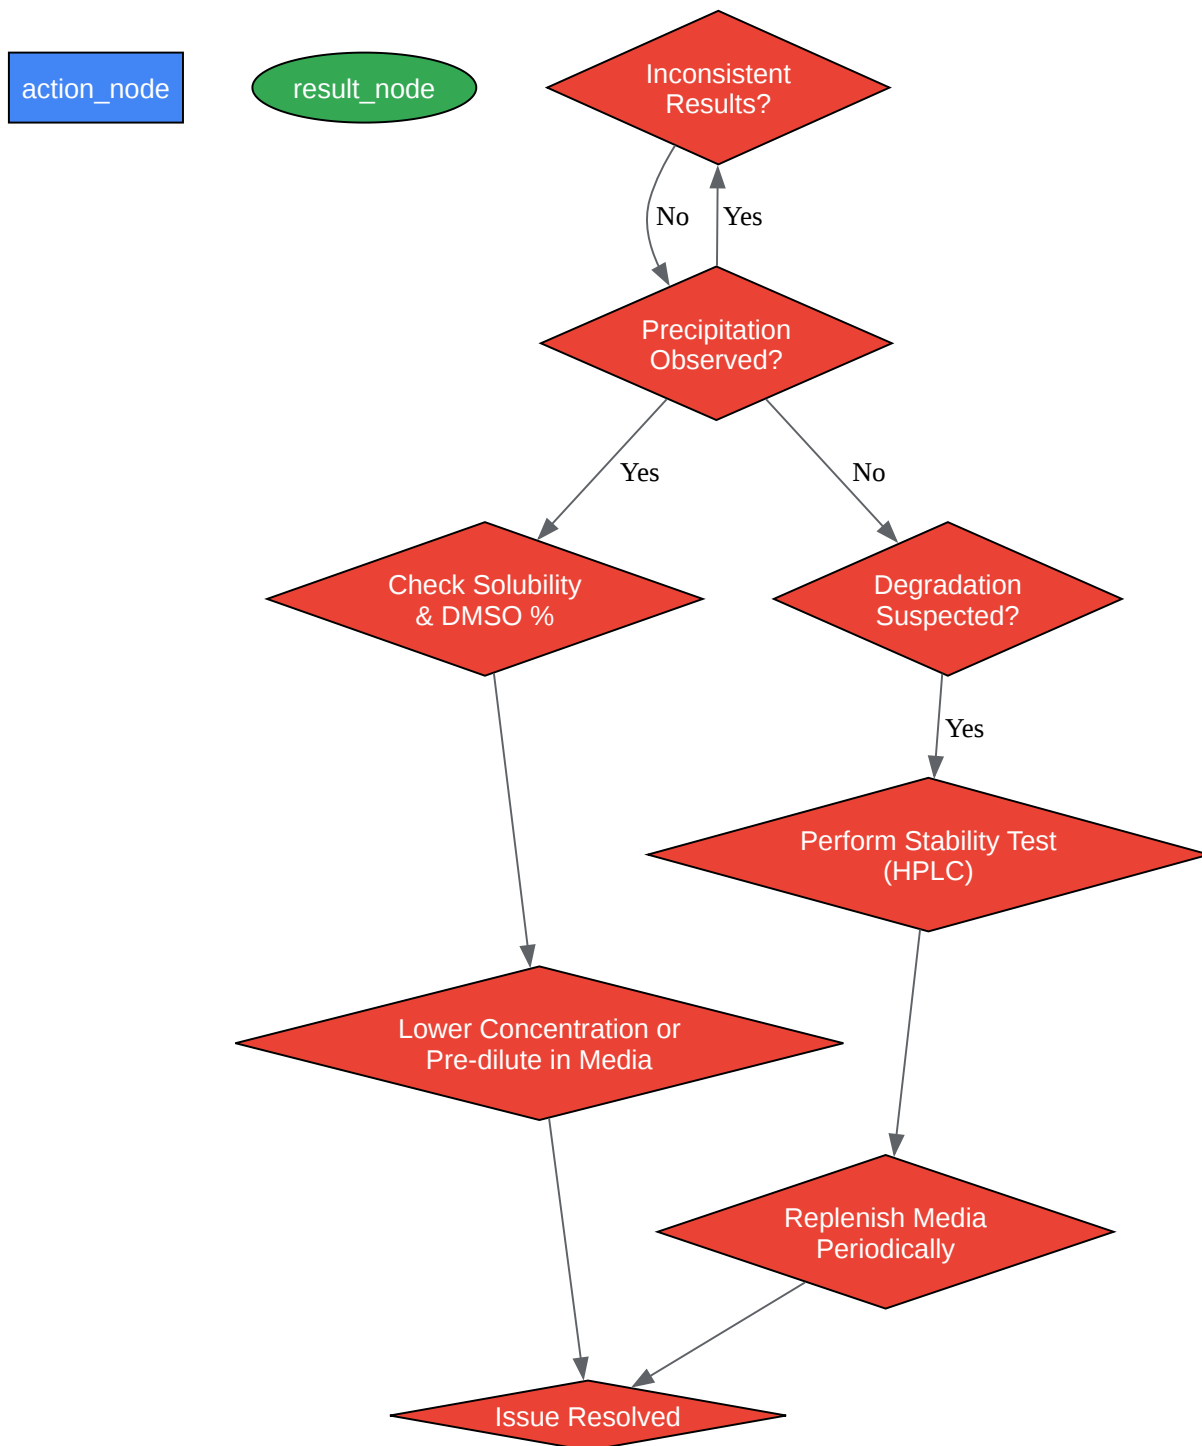 action_node
result_node
Inconsistent
Results?
No
Yes
Precipitation
Observed?
Yes
No
Check Solubility
& DMSO %
Degradation
Suspected?
Yes
Perform Stability Test
(HPLC)
Lower Concentration or
Pre-dilute in Media
Replenish Media
Periodically
Issue Resolved